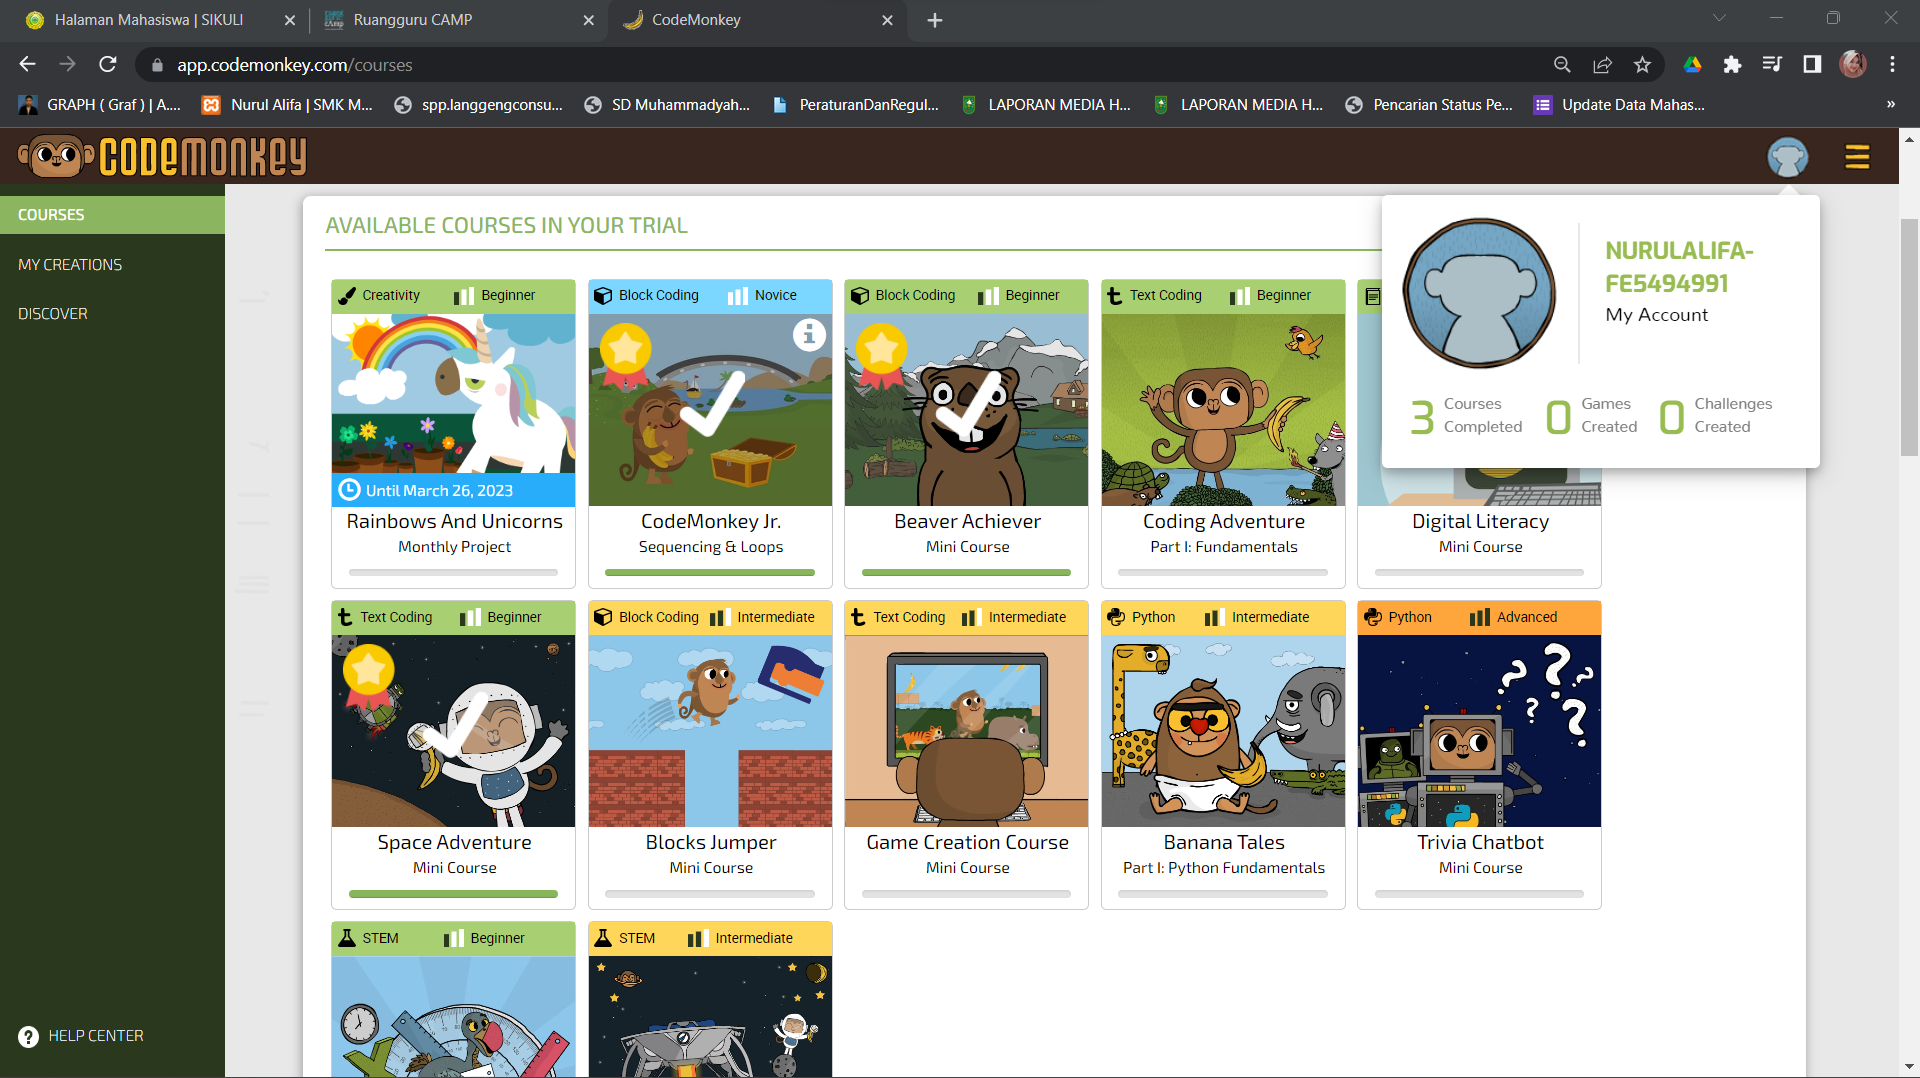 Halaman Mahasiswa | SIKULI
Ruangguru CAMP
CodeMonkey
app.codemonkey.com/courses
GRAPH ( Graf ) | A....
Nurul Alifa | SMK M...
spp.langgengconsu...
SD Muhammadyah...
PeraturanDanRegul...
LAPORAN MEDIA H...
LAPORAN MEDIA H...
Pencarian Status Pe...
Update Data Mahas...
»
CODEMONKEY
COURSES
MY CREATIONS
DISCOVER
HELP CENTER
AVAILABLE COURSES IN YOUR TRIAL
NURULALIFA-
FE5494991
My Account
3 Courses Completed
0 Games Created
0 Challenges Created
Creativity Beginner
Until March 26, 2023
Rainbows And Unicorns
Monthly Project
Block Coding Novice
CodeMonkey Jr.
Sequencing & Loops
Block Coding Beginner
Beaver Achiever
Mini Course
Text Coding Beginner
Coding Adventure
Part I: Fundamentals
Digital Literacy
Mini Course
Text Coding Beginner
Space Adventure
Mini Course
Block Coding Intermediate
Blocks Jumper
Mini Course
Text Coding Intermediate
Game Creation Course
Mini Course
Python Intermediate
Banana Tales
Part I: Python Fundamentals
Python Advanced
Trivia Chatbot
Mini Course
STEM Beginner
STEM Intermediate